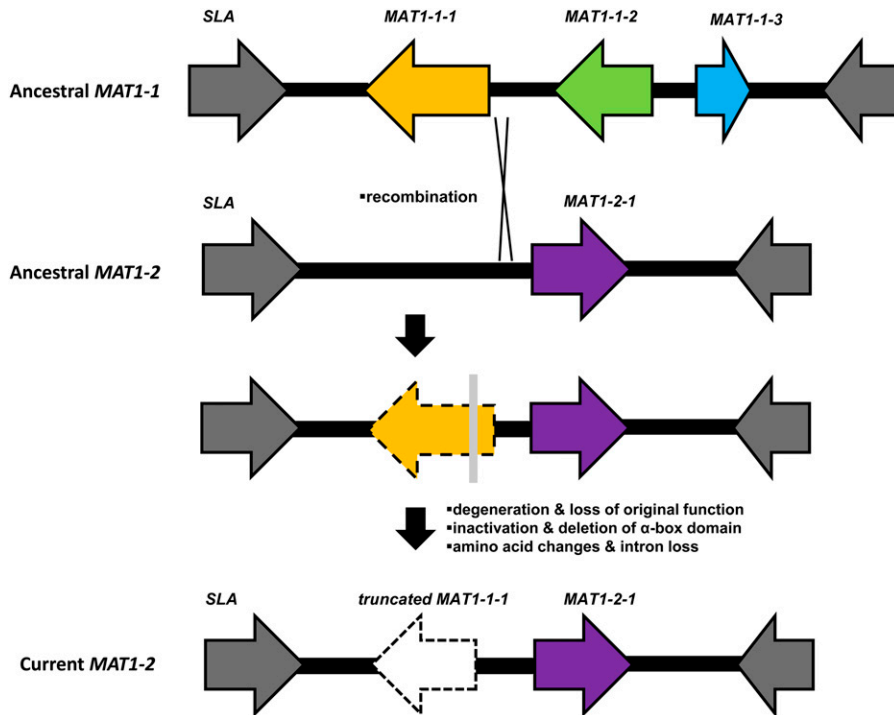 SLA MAT1-1-1 MAT1-1-2 MAT1-1-3
Ancestral MAT1-1
▪recombination
SLA MAT1-2-1
Ancestral MAT1-2
▪degeneration & loss of original function
▪inactivation & deletion of α-box domain
▪amino acid changes & intron loss
SLA truncated MAT1-1-1 MAT1-2-1
Current MAT1-2